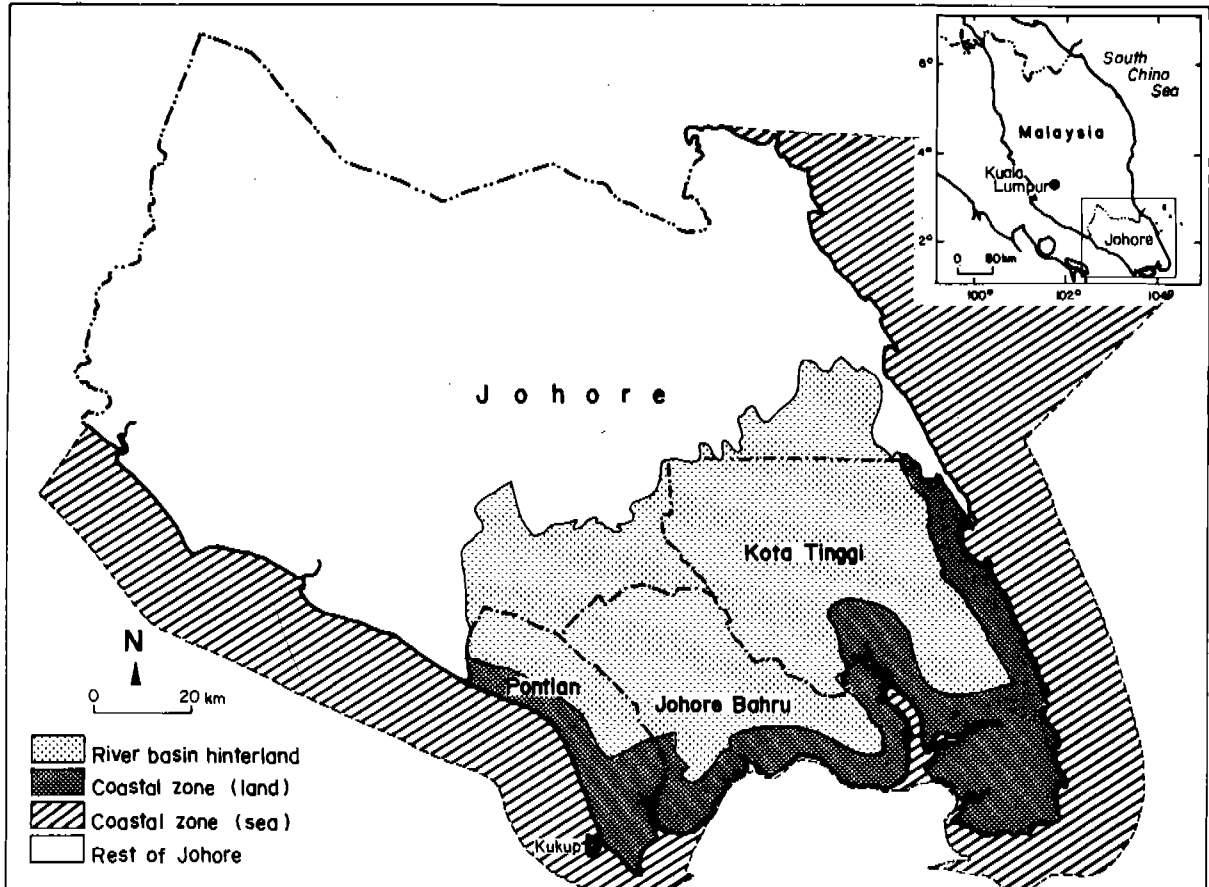 South
China
Sea
6°
Malaysia
4°
Kuala
Lumpur
2°
Johore
0 80 km
100°
102°
104°
Johore
Kota Tinggi
N
0 20 km
Pontian
Johore Bahru
River basin hinterland
Coastal zone (land)
Coastal zone (sea)
Kukup
Rest of Johore